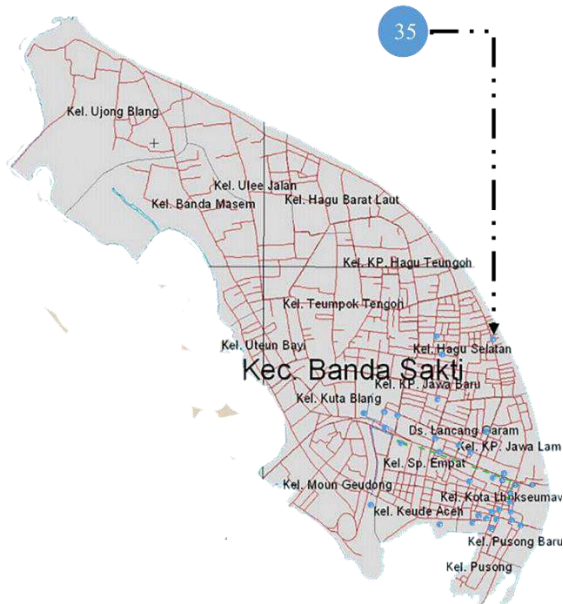 35
Kel. Ujong Blang
Kel. Ulee Jalan
Kel. Banda Masem
Kel. Hagu Barat Laut
Kel. KP. Hagu Teungoh
Kel. Teumpok Tengoh
Kel. Uteun Bayi
Kel. Hagu Selatan
Kec. Banda Sakti
Kel. KP. Jawa Baru
Kel. Kuta Blang
Ds. Lancang Garam
Kel. KP. Jawa Lam
Kel. Sp. Empat
Kel. Moun Geudong
Kel. Kota Lhokseumaw
kel. Keude Aceh
Kel. Pusong Baru
Kel. Pusong